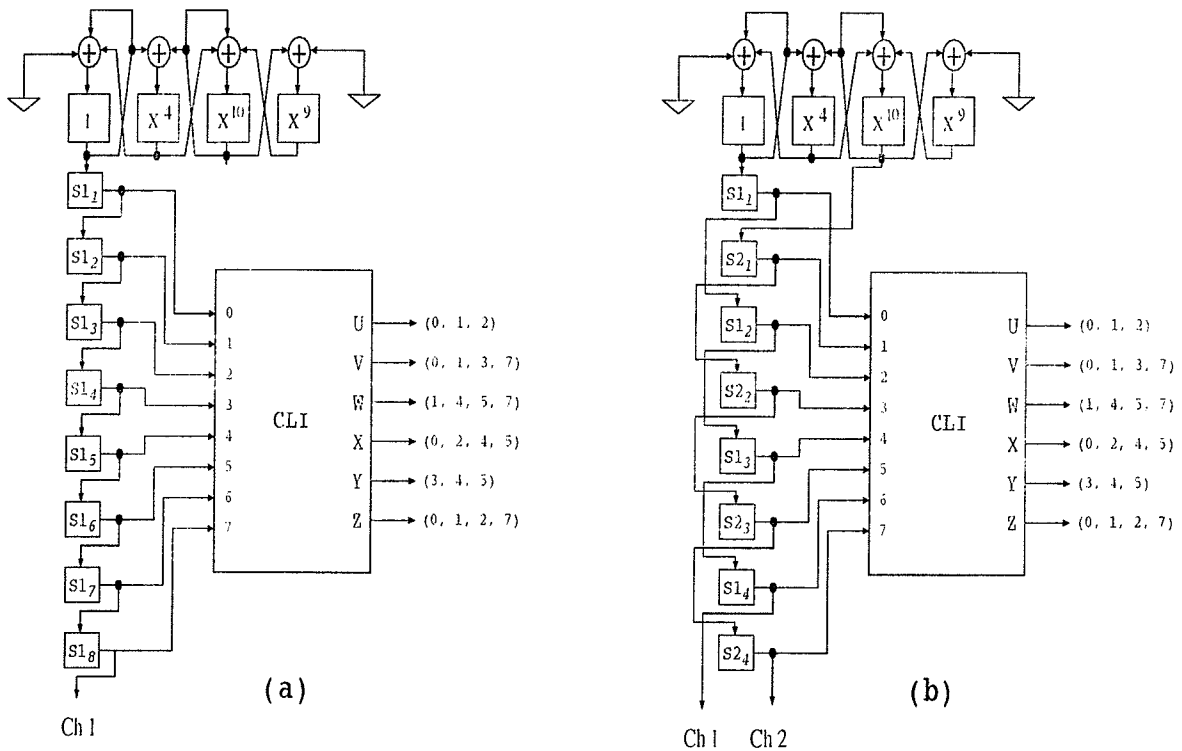 + + + +
1 X⁴ X¹⁰ X⁹
S1₁
S1₂
S1₃
S1₄
S1₅
S1₆
S1₇
S1₈
0
1
2
3
4
5
6
7
CLI
U (0, 1, 2)
V (0, 1, 3, 7)
W (1, 4, 5, 7)
X (0, 2, 4, 5)
Y (3, 4, 5)
Z (0, 1, 2, 7)
Ch 1
(a)
+ + + +
1 X⁴ X¹⁰ X⁹
S1₁
S2₁
S1₂
S2₂
S1₃
S2₃
S1₄
S2₄
0
1
2
3
4
5
6
7
CLI
U (0, 1, 2)
V (0, 1, 3, 7)
W (1, 4, 5, 7)
X (0, 2, 4, 5)
Y (3, 4, 5)
Z (0, 1, 2, 7)
Ch 1 Ch 2
(b)